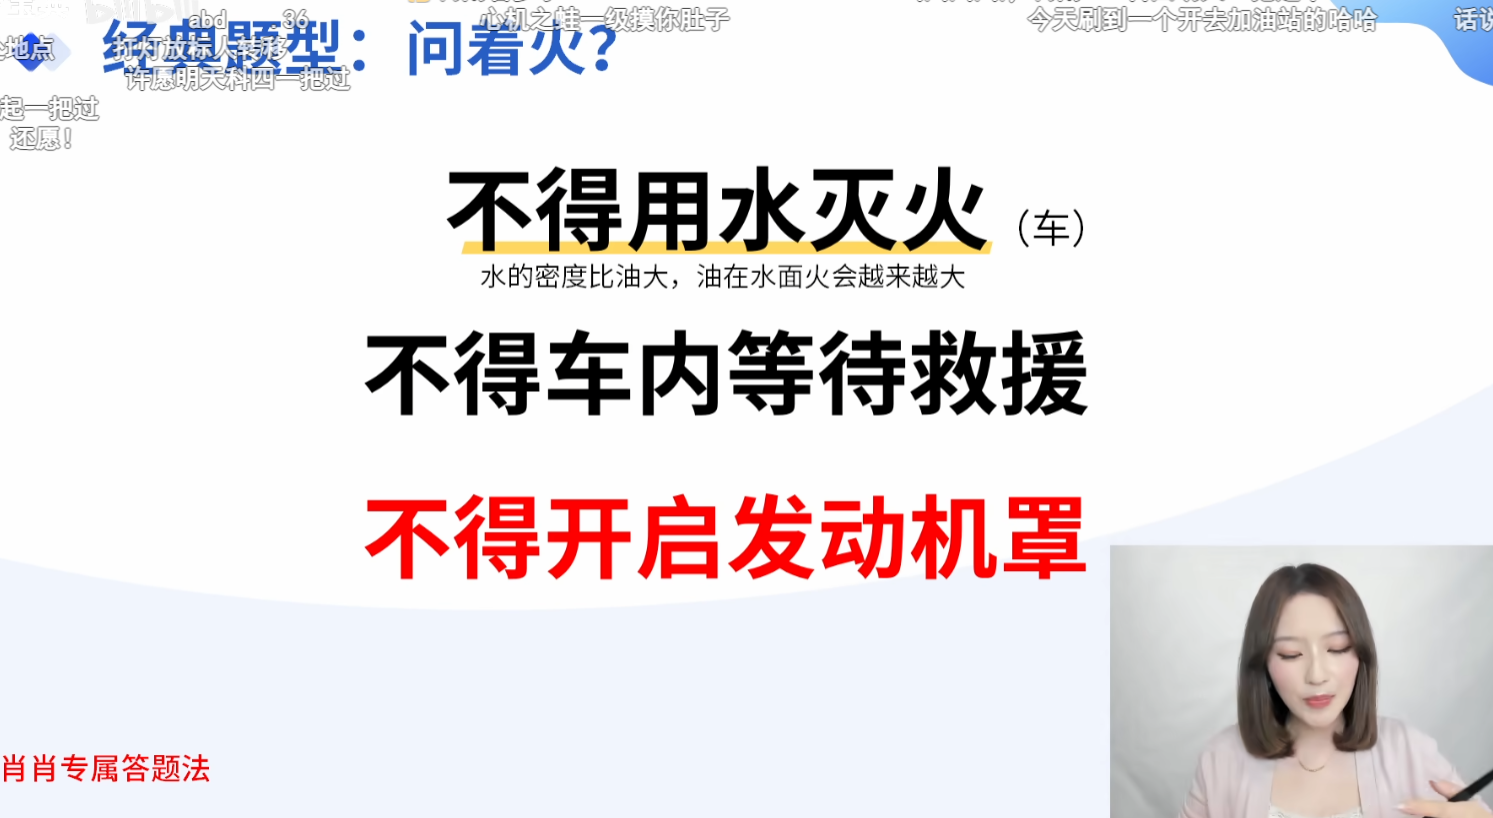 bilibili
abd 36
心机之蛙一级摸你肚子
今天刷到一个开去加油站的哈哈
话说
经典题型：问着火？
地点
打灯放标人转移
许愿明天科四一把过
起一把过
还愿！
不得用水灭火（车）
水的密度比油大，油在水面火会越来越大
不得车内等待救援
不得开启发动机罩
肖肖专属答题法